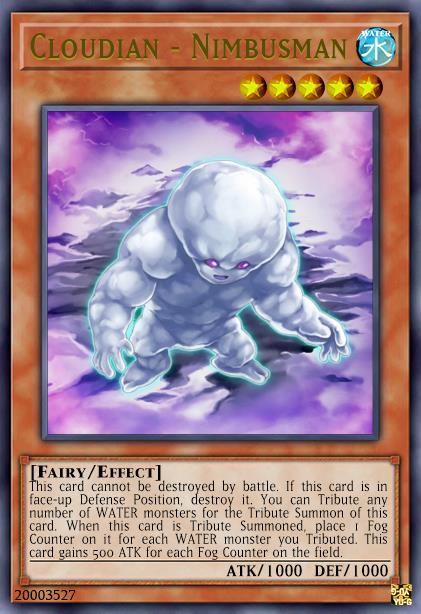 Cloudian - Nimbusman
WATER
水
[Fairy/Effect]
This card cannot be destroyed by battle. If this card is in
face-up Defense Position, destroy it. You can Tribute any
number of WATER monsters for the Tribute Summon of this
card. When this card is Tribute Summoned, place 1 Fog
Counter on it for each WATER monster you Tributed. This
card gains 500 ATK for each Fog Counter on the field.
ATK/1000 DEF/1000
20003527